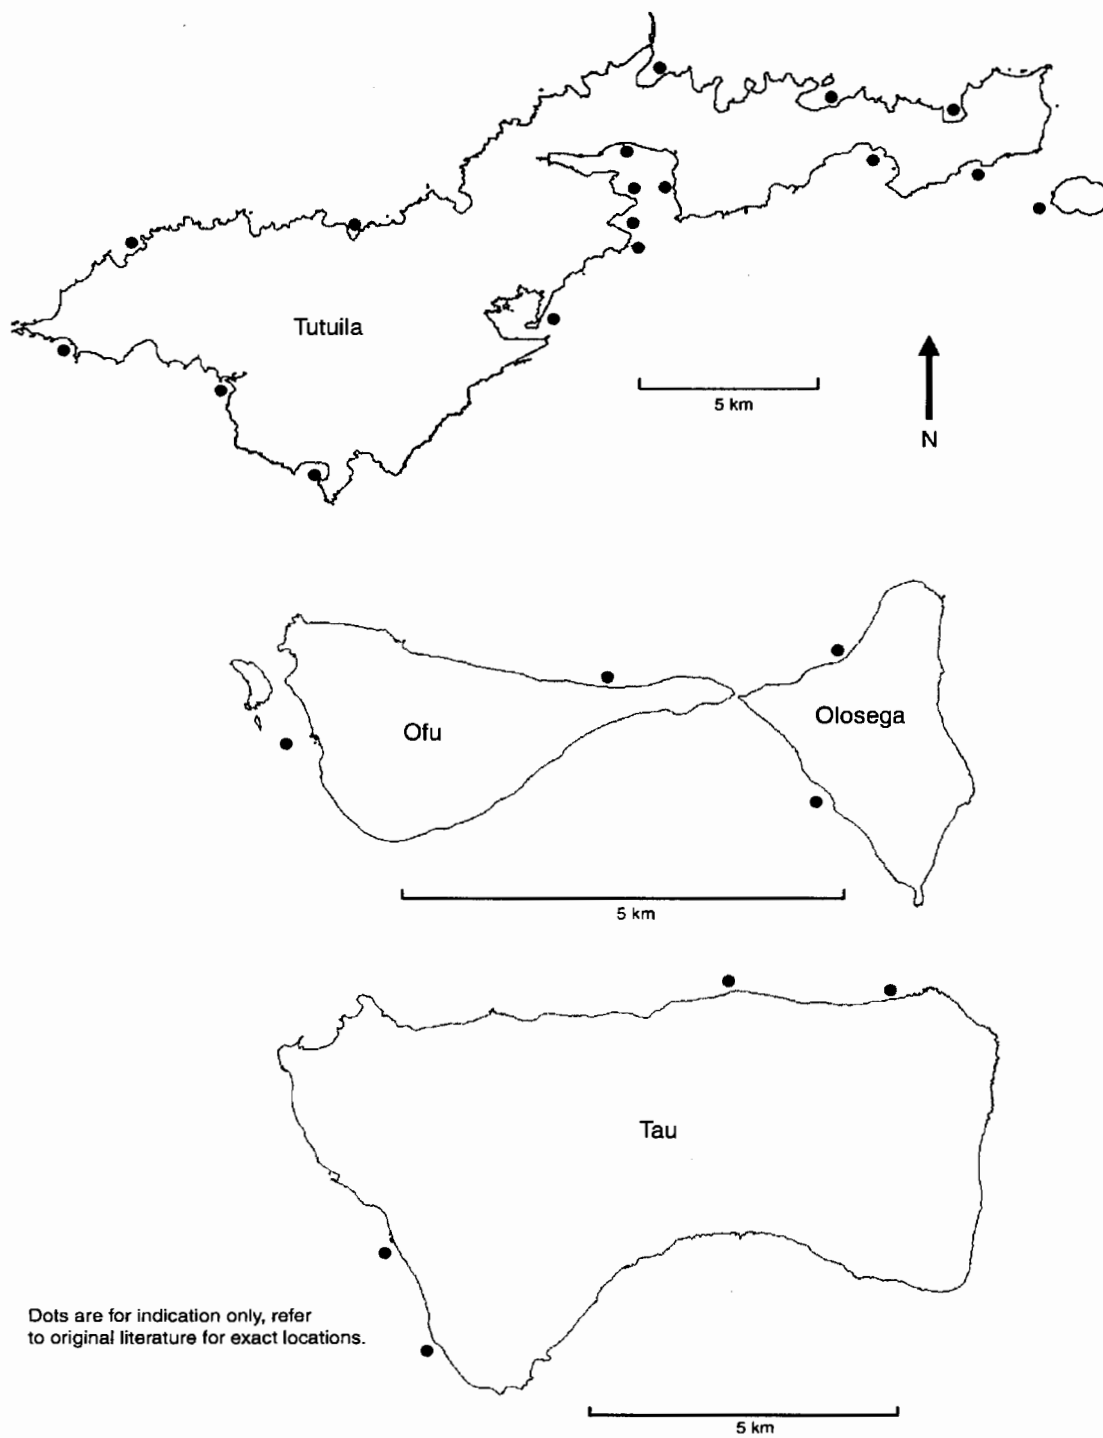 Tutuila
5 km
N
Ofu
Olosega
5 km
Tau
Dots are for indication only, refer
to original literature for exact locations.
5 km